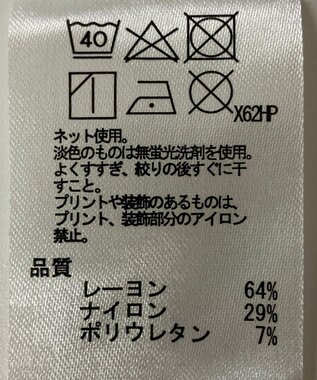 40
X62HP
ネット使用。
淡色のものは無蛍光洗剤を使用。
よくすすぎ、絞りの後すぐに干
すこと。
プリントや装飾のあるものは、
プリント、装飾部分のアイロン
禁止。
品質
レーヨン 64%
ナイロン 29%
ポリウレタン 7%